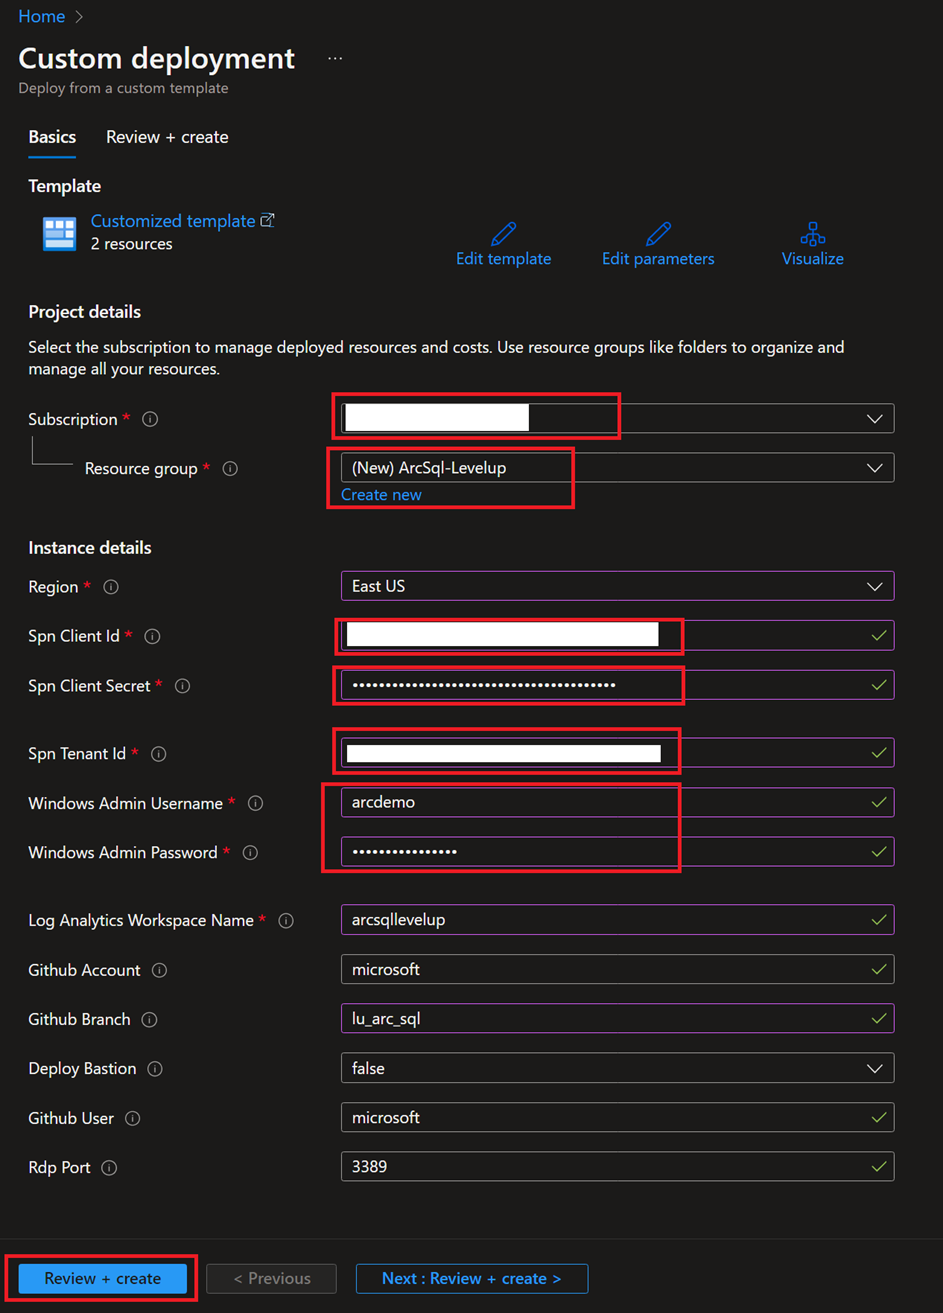 Home >
Custom deployment ...
Deploy from a custom template
Basics Review + create
Template
Customized template
2 resources
Edit template Edit parameters Visualize
Project details
Select the subscription to manage deployed resources and costs. Use resource groups like folders to organize and
manage all your resources.
Subscription *
Resource group * (New) ArcSql-Levelup
Create new
Instance details
Region * East US
Spn Client Id *
Spn Client Secret * ••••••••••••••••••••••••••••••••••••••••
Spn Tenant Id *
Windows Admin Username * arcdemo
Windows Admin Password * ••••••••••••••••
Log Analytics Workspace Name * arcsqllevelup
Github Account microsoft
Github Branch lu_arc_sql
Deploy Bastion false
Github User microsoft
Rdp Port 3389
Review + create < Previous Next : Review + create >